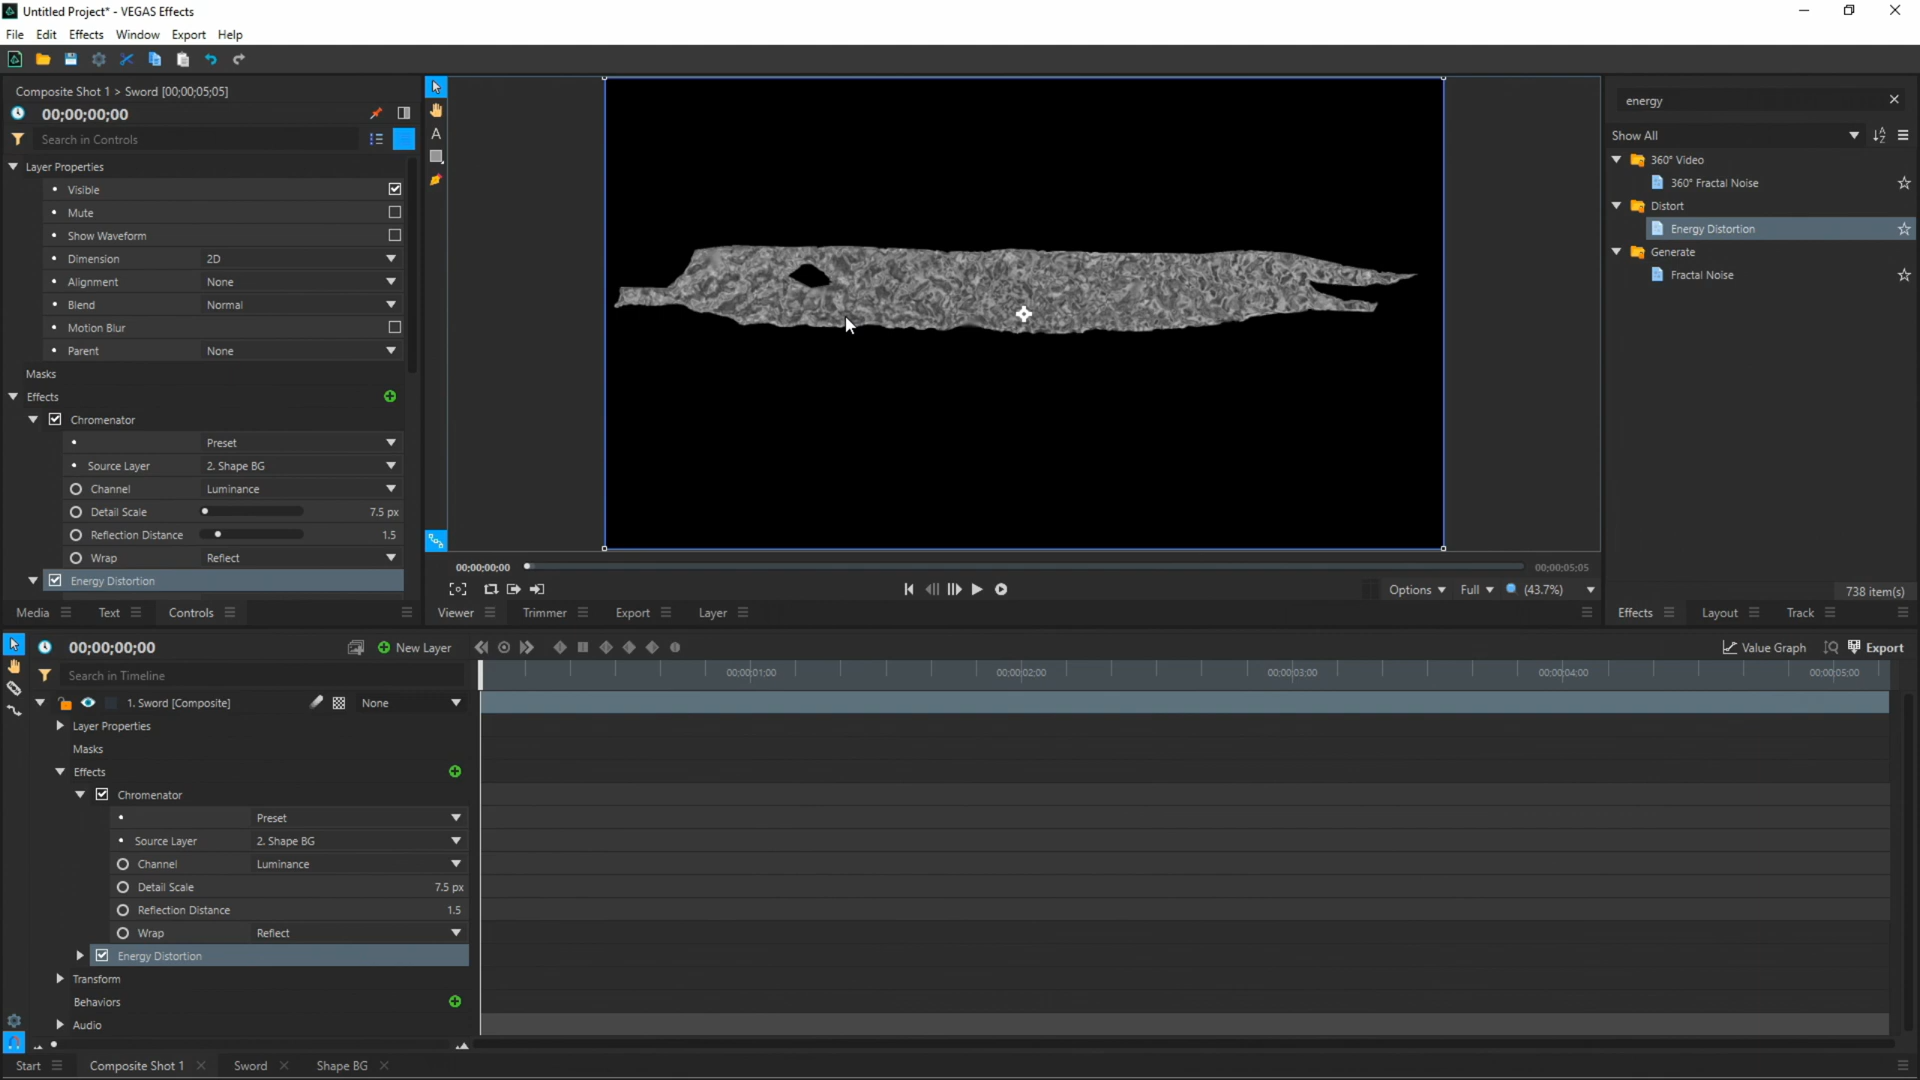 Untitled Project* - VEGAS Effects
File Edit Effects Window Export Help
Composite Shot 1 > Sword [00;00;05;05]
00;00;00;00
Search in Controls
Layer Properties
Visible
Mute
Show Waveform
Dimension 2D
Alignment None
Blend Normal
Motion Blur
Parent None
Masks
Effects
Chromenator
Preset
Source Layer 2. Shape BG
Channel Luminance
Detail Scale 7.5 px
Reflection Distance 1.5
Wrap Reflect
Energy Distortion
Media Text Controls
A
00;00;00;00 00;00;05;05
Options Full (43.7%)
Viewer Trimmer Export Layer
energy
Show All
360° Video
360° Fractal Noise
Distort
Energy Distortion
Generate
Fractal Noise
738 item(s)
Effects Layout Track
00;00;00;00 New Layer Value Graph Export
Search in Timeline
00;00;01;00 00;00;02;00 00;00;03;00 00;00;04;00 00;00;05;00
1. Sword [Composite] None
Layer Properties
Masks
Effects
Chromenator
Preset
Source Layer 2. Shape BG
Channel Luminance
Detail Scale 7.5 px
Reflection Distance 1.5
Wrap Reflect
Energy Distortion
Transform
Behaviors
Audio
Start Composite Shot 1 Sword Shape BG